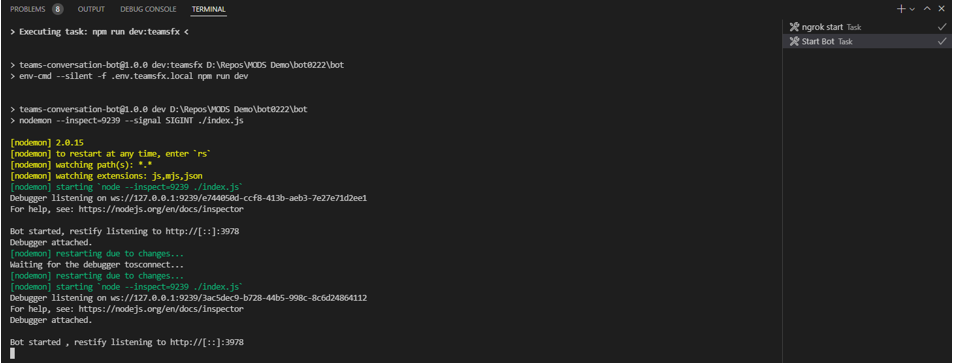 PROBLEMS 8 OUTPUT DEBUG CONSOLE TERMINAL
> Executing task: npm run dev:teamsfx <
ngrok start Task
Start Bot Task
> teams-conversation-bot@1.0.0 dev:teamsfx D:\Repos\MODS Demo\bot0222\bot
> env-cmd --silent -f .env.teamsfx.local npm run dev
> teams-conversation-bot@1.0.0 dev D:\Repos\MODS Demo\bot0222\bot
> nodemon --inspect=9239 --signal SIGINT ./index.js
[nodemon] 2.0.15
[nodemon] to restart at any time, enter `rs`
[nodemon] watching path(s): *.*
[nodemon] watching extensions: js,mjs,json
[nodemon] starting `node --inspect=9239 ./index.js`
Debugger listening on ws://127.0.0.1:9239/e744050d-ccf8-413b-aeb3-7e27e71d2ee1
For help, see: https://nodejs.org/en/docs/inspector
Bot started, restify listening to http://[::]:3978
Debugger attached.
[nodemon] restarting due to changes...
Waiting for the debugger tosconnect...
[nodemon] restarting due to changes...
[nodemon] starting `node --inspect=9239 ./index.js`
Debugger listening on ws://127.0.0.1:9239/3ac5dec9-b728-44b5-998c-8c6d24864112
For help, see: https://nodejs.org/en/docs/inspector
Debugger attached.
Bot started , restify listening to http://[::]:3978